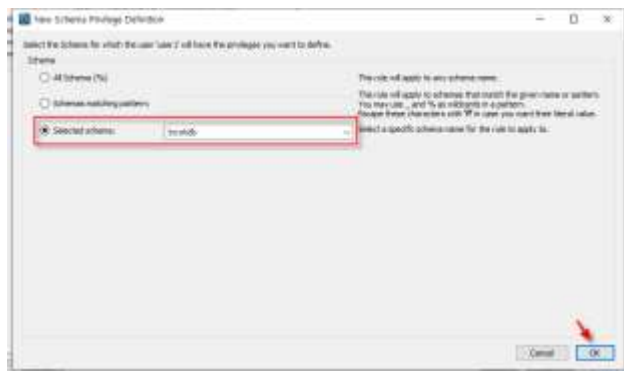 New Schema Privilege Definition
Select the Schema for which the user 'user 1' will have the privileges you want to define.
Schema
All Schema (%)
This rule will apply to any schema name.
Schemas matching pattern:
This rule will apply to schemas that match the given name or pattern.
You may use _ and % as wildcards in a pattern.
Escape these characters with '\' in case you want their literal value.
Selected schema:
Select a specific schema name for the rule to apply to.
Cancel
OK